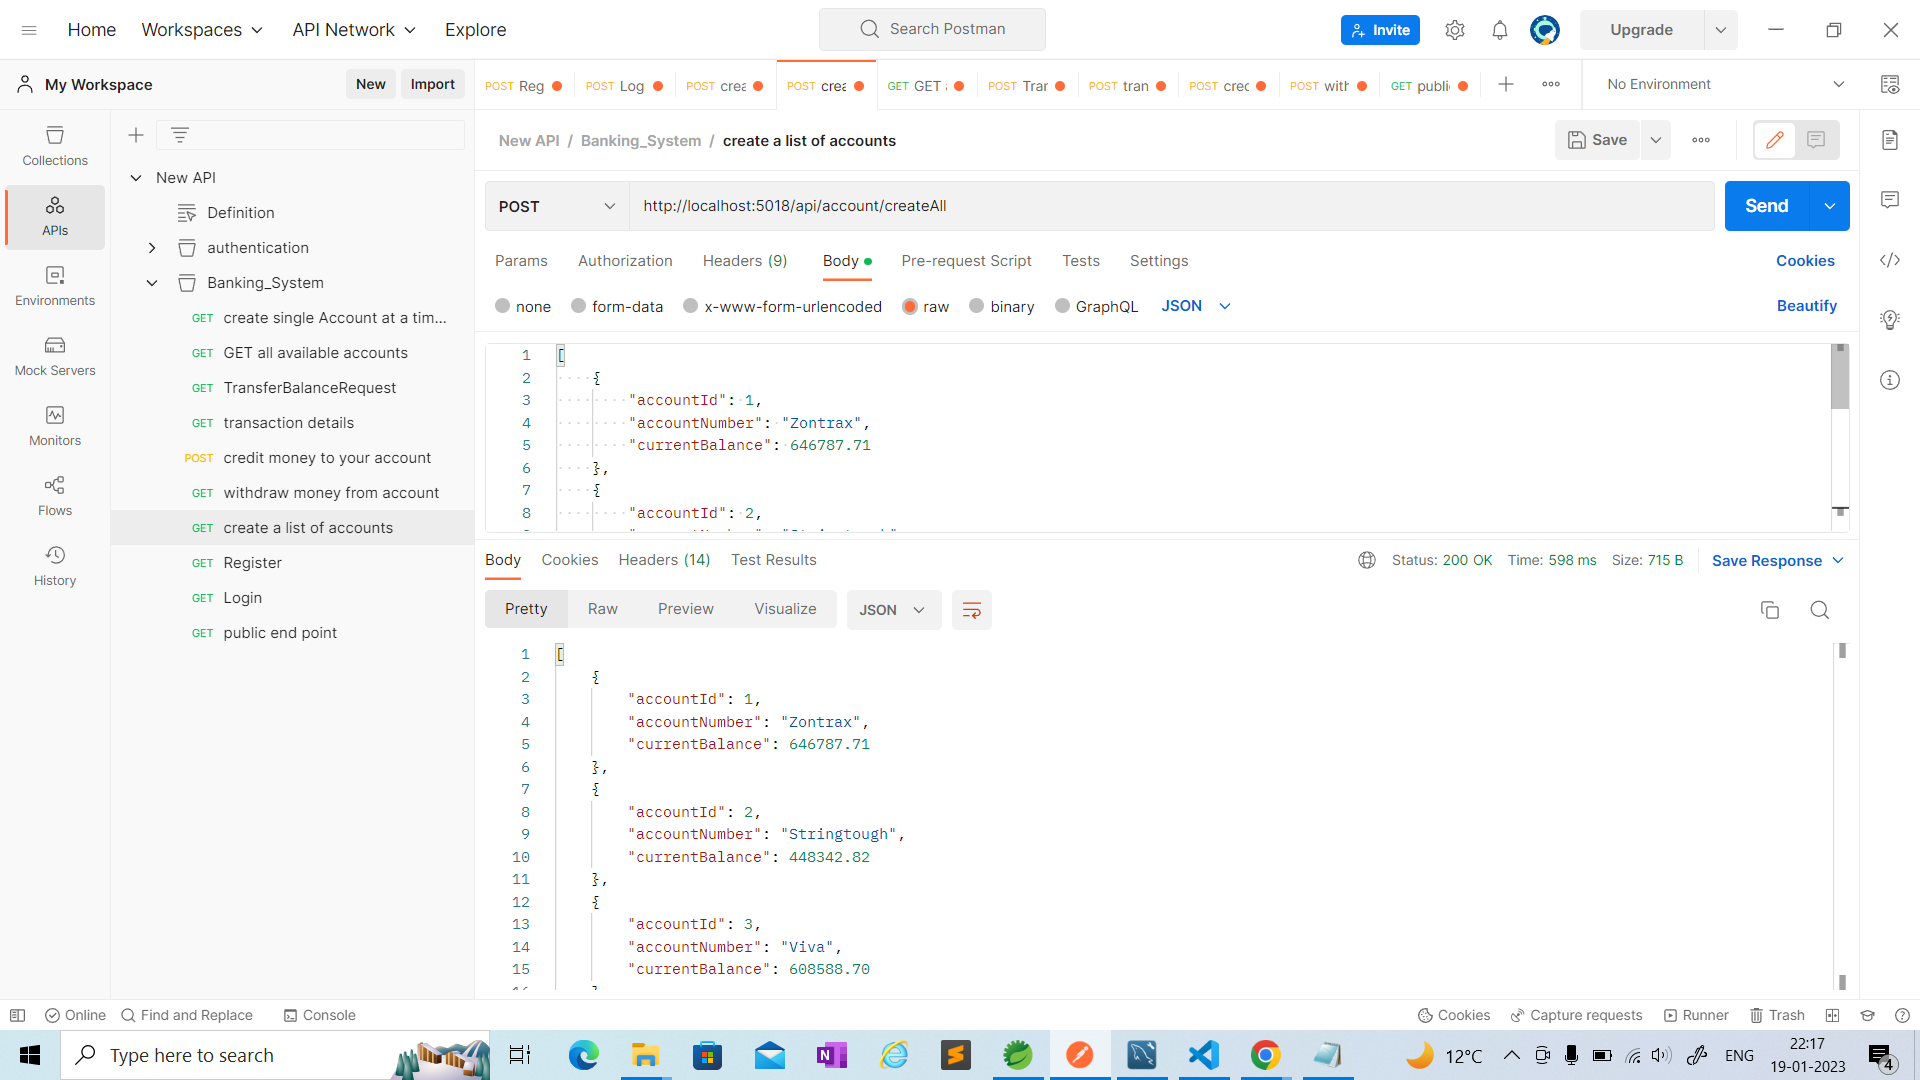 Home Workspaces API Network Explore Search Postman Invite Upgrade
My Workspace New Import POST Reg POST Log POST crea POST crea GET GET POST Trar POST tran POST crec POST with GET publi No Environment
New API / Banking_System / create a list of accounts Save
Collections
APIs
Environments
Mock Servers
Monitors
Flows
History
New API
Definition
authentication
Banking_System
GET create single Account at a tim...
GET GET all available accounts
GET TransferBalanceRequest
GET transaction details
POST credit money to your account
GET withdraw money from account
GET create a list of accounts
GET Register
GET Login
GET public end point
POST http://localhost:5018/api/account/createAll Send
Params Authorization Headers (9) Body Pre-request Script Tests Settings Cookies
none form-data x-www-form-urlencoded raw binary GraphQL JSON Beautify
1 [
2 {
3 "accountId": 1,
4 "accountNumber": "Zontrax",
5 "currentBalance": 646787.71
6 },
7 {
8 "accountId": 2,
Body Cookies Headers (14) Test Results Status: 200 OK Time: 598 ms Size: 715 B Save Response
Pretty Raw Preview Visualize JSON
1 [
2 {
3 "accountId": 1,
4 "accountNumber": "Zontrax",
5 "currentBalance": 646787.71
6 },
7 {
8 "accountId": 2,
9 "accountNumber": "Stringtough",
10 "currentBalance": 448342.82
11 },
12 {
13 "accountId": 3,
14 "accountNumber": "Viva",
15 "currentBalance": 608588.70
Online Find and Replace Console Cookies Capture requests Runner Trash
Type here to search 12°C ENG 22:17
19-01-2023 4